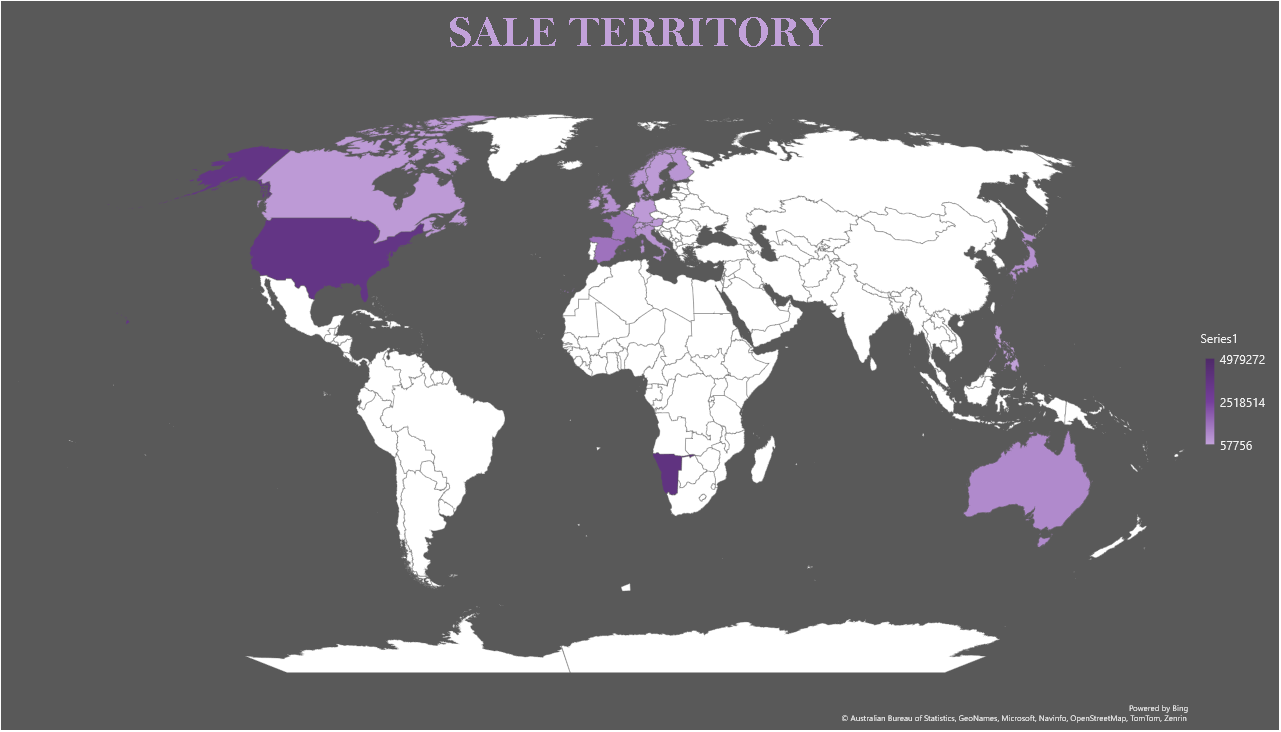 SALE TERRITORY
Series1
4979272
2518514
57756
Powered by Bing
© Australian Bureau of Statistics, GeoNames, Microsoft, Navinfo, OpenStreetMap, TomTom, Zenrin